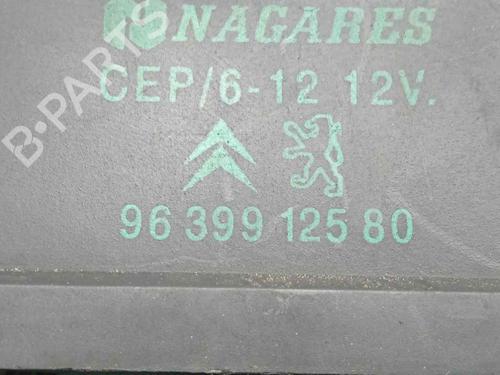 NAGARES
CEP/6-12 12V.
96 399 125 80
B-PARTS